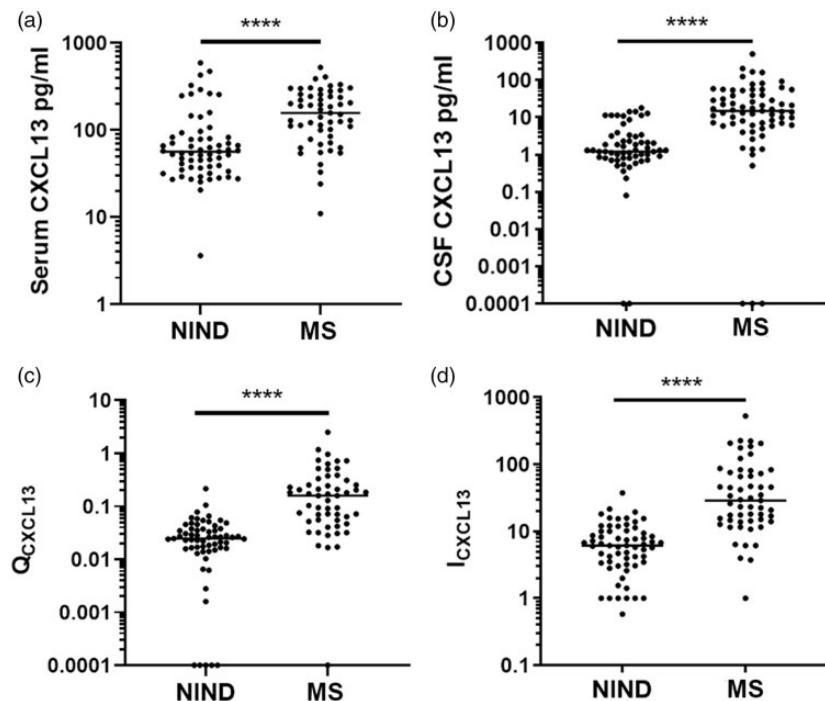 (a)
****
Serum CXCL13 pg/ml
1000
100
10
1
NIND MS
(b)
****
CSF CXCL13 pg/ml
1000
100
10
1
0.1
0.01
0.001
0.0001
NIND MS
(c)
****
QCXCL13
10
1
0.1
0.01
0.001
0.0001
NIND MS
(d)
****
ICXCL13
1000
100
10
1
0.1
NIND MS